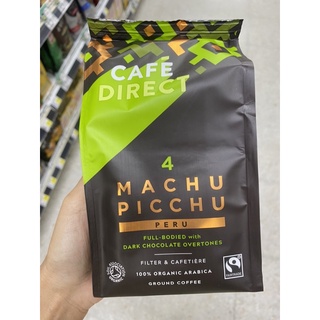 CAFÉ
DIRECT
4
MACHU
PICCHU
PERU
FULL-BODIED with
DARK CHOCOLATE OVERTONES
FILTER & CAFETIÈRE
100% ORGANIC ARABICA
GROUND COFFEE
FAIRTRADE